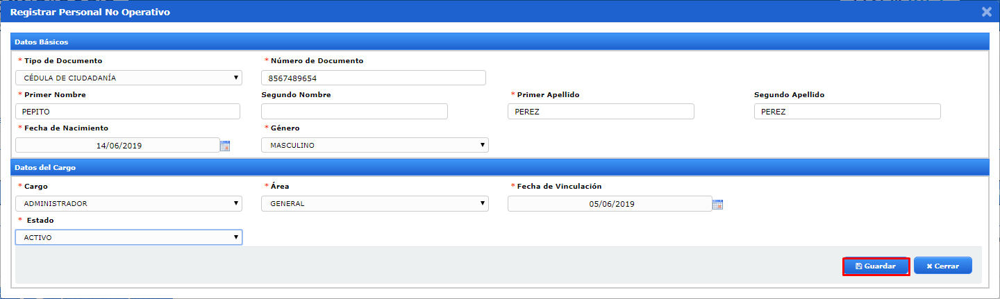 Registrar Personal No Operativo
Datos Básicos
* Tipo de Documento * Número de Documento
CÉDULA DE CIUDADANÍA 8567489654
* Primer Nombre Segundo Nombre * Primer Apellido Segundo Apellido
PEPITO PEREZ PEREZ
* Fecha de Nacimiento * Género
14/06/2019 MASCULINO
Datos del Cargo
* Cargo * Área * Fecha de Vinculación
ADMINISTRADOR GENERAL 05/06/2019
* Estado
ACTIVO
Guardar Cerrar